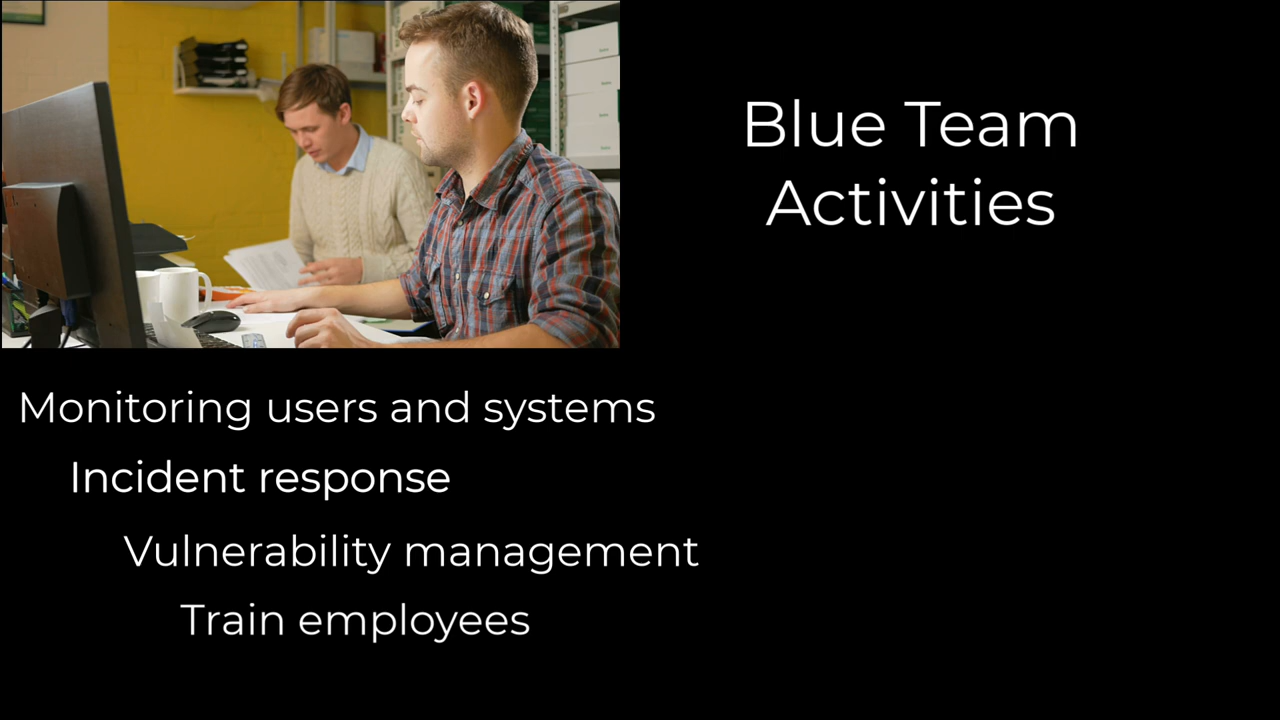 Blue Team
Activities
Monitoring users and systems
Incident response
Vulnerability management
Train employees